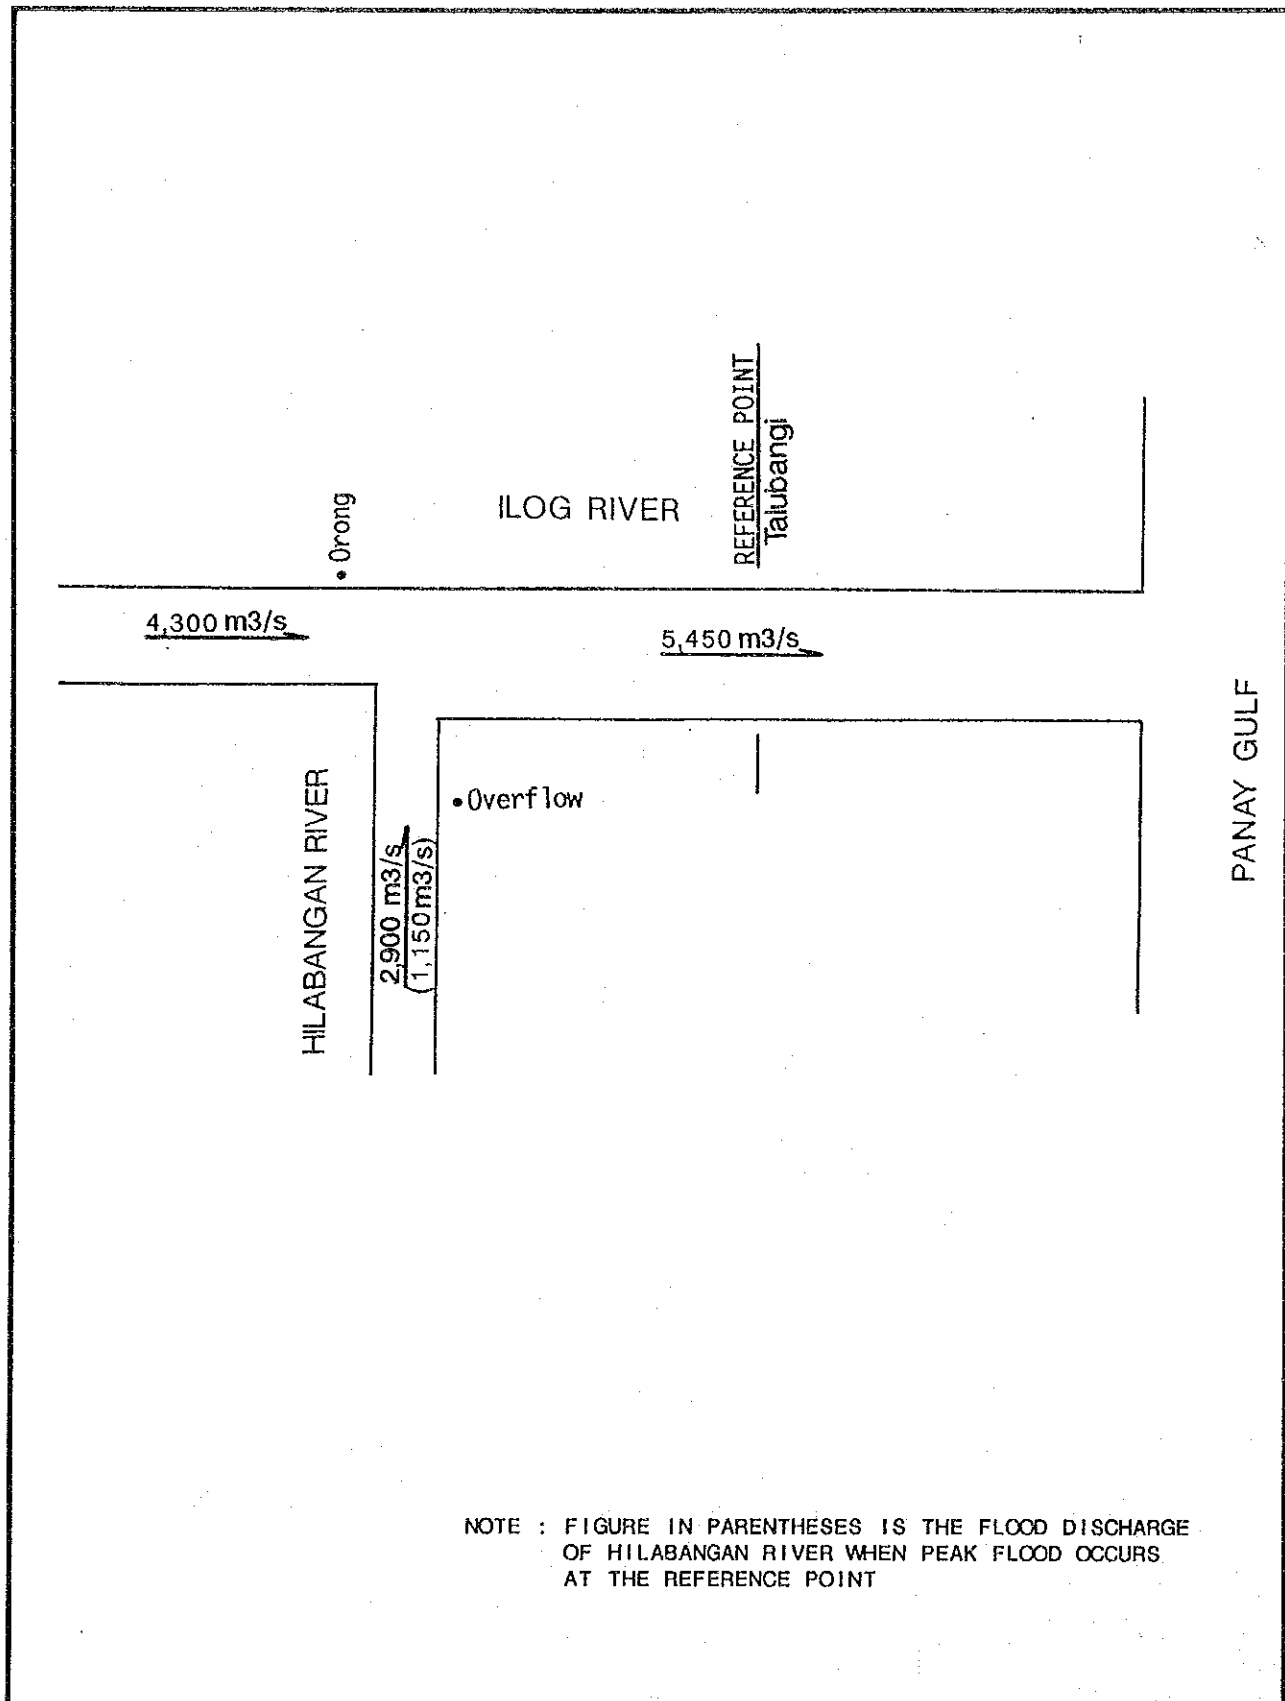 REFERENCE POINT
Talubangi
• Orong
ILOG RIVER
4,300 m3/s
5,450 m3/s
PANAY GULF
HILABANGAN RIVER
2,900 m3/s
(1,150m3/s)
• Overflow
NOTE : FIGURE IN PARENTHESES IS THE FLOOD DISCHARGE
OF HILABANGAN RIVER WHEN PEAK FLOOD OCCURS
AT THE REFERENCE POINT